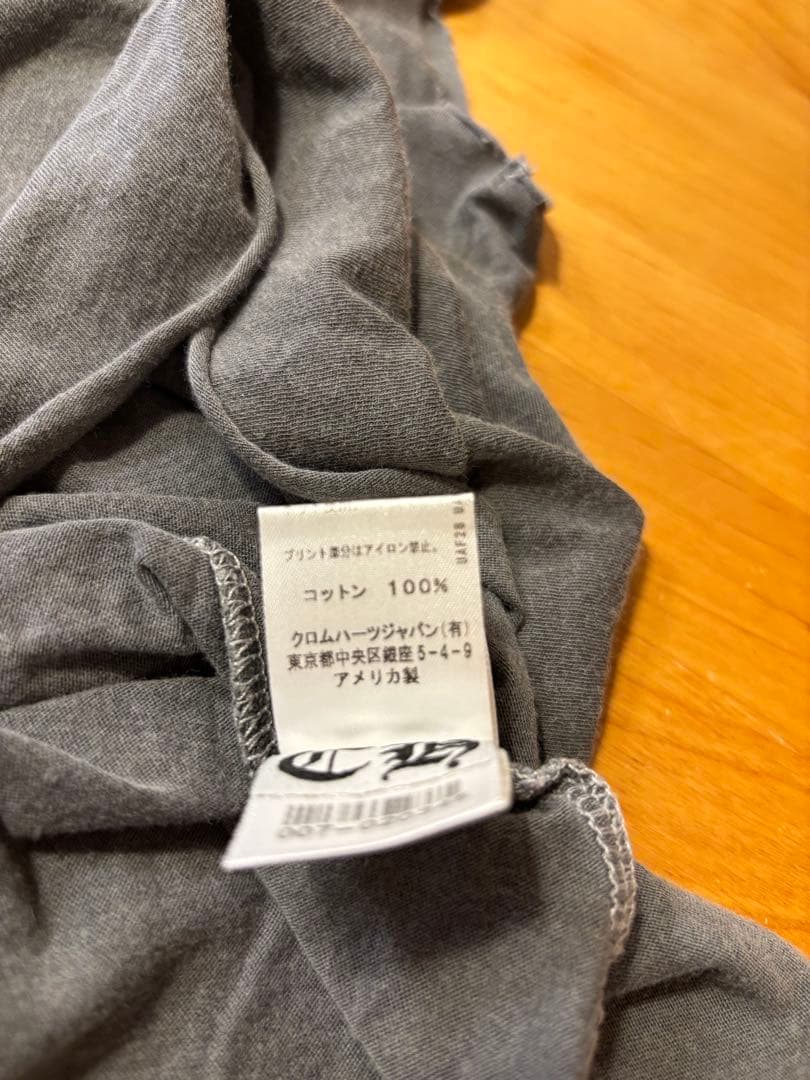 プリント部分はアイロン禁止。
コットン 100%
クロムハーツジャパン(有)
東京都中央区銀座5-4-9
アメリカ製
UAF28